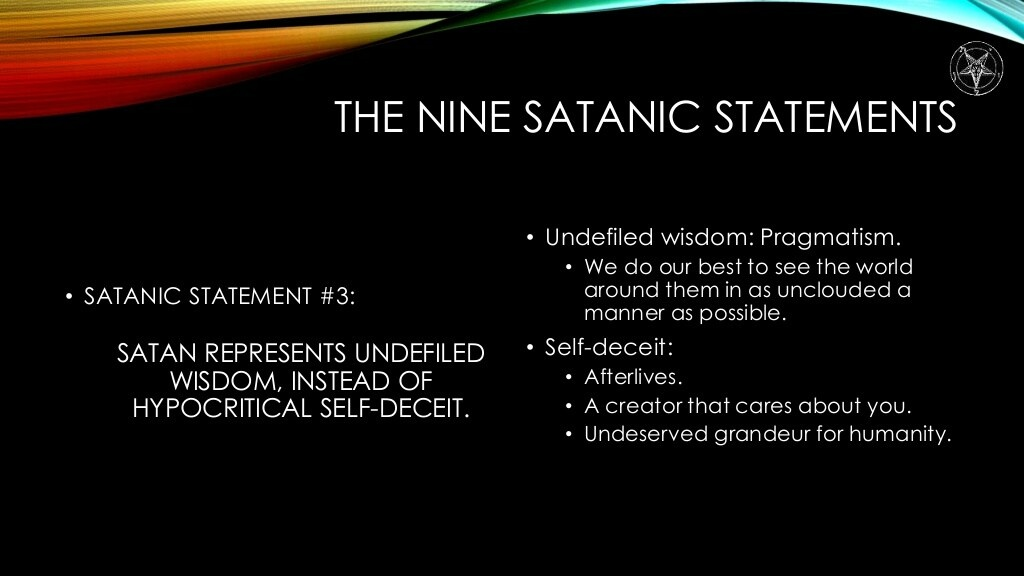 THE NINE SATANIC STATEMENTS
• SATANIC STATEMENT #3:
SATAN REPRESENTS UNDEFILED
WISDOM, INSTEAD OF
HYPOCRITICAL SELF-DECEIT.
• Undefiled wisdom: Pragmatism.
• We do our best to see the world
around them in as unclouded a
manner as possible.
• Self-deceit:
• Afterlives.
• A creator that cares about you.
• Undeserved grandeur for humanity.